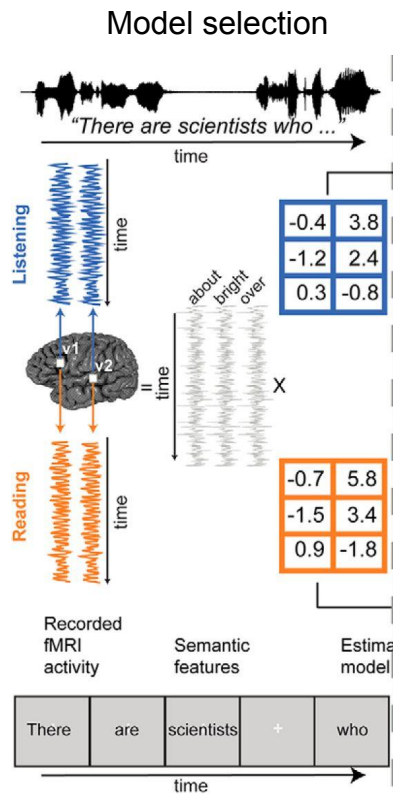 Model selection
“There are scientists who ...”
time
Listening
time
-0.4 3.8
-1.2 2.4
0.3 -0.8
about
bright
over
v1
v2
=
time
X
Reading
time
-0.7 5.8
-1.5 3.4
0.9 -1.8
Recorded
fMRI
activity
Semantic
features
Estima
model
There are scientists + who
time